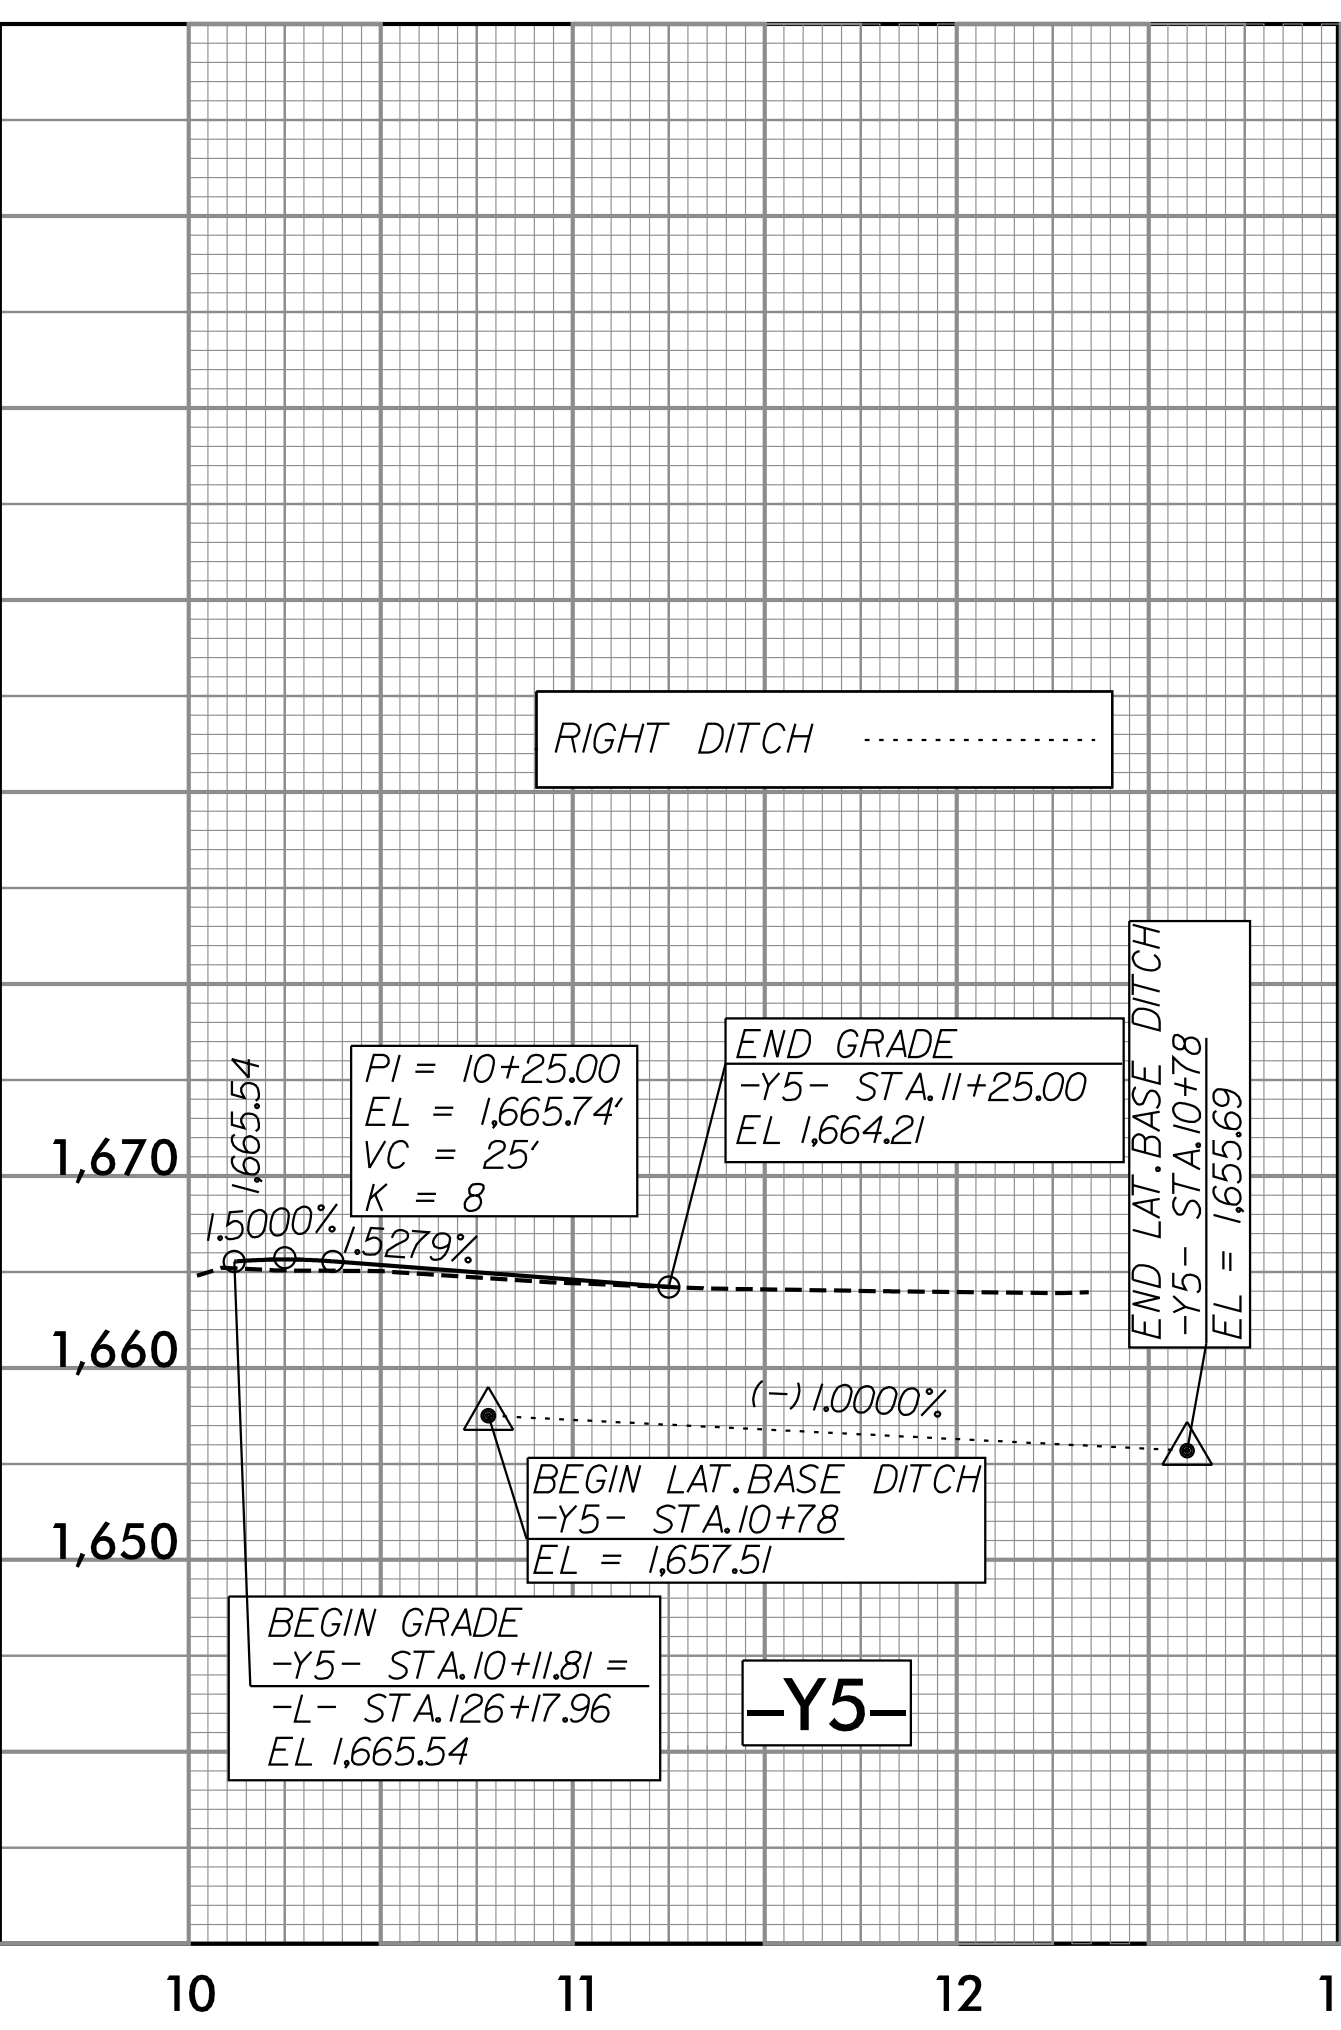 RIGHT DITCH
END LAT. BASE DITCH
-Y5- STA. 10+78
EL = 1,655.69
END GRADE
-Y5- STA. 11+25.00
EL 1,664.21
PI = 10+25.00
EL = 1,665.74'
VC = 25'
K = 8
1,665.54
1,670
1.5000%
1.5279%
1,660
(-) 1.0000%
BEGIN LAT. BASE DITCH
-Y5- STA. 10+78
EL = 1,657.51
1,650
BEGIN GRADE
-Y5- STA. 10+11.81 =
-L- STA. 126+17.96
EL 1,665.54
-Y5-
10 11 12 1